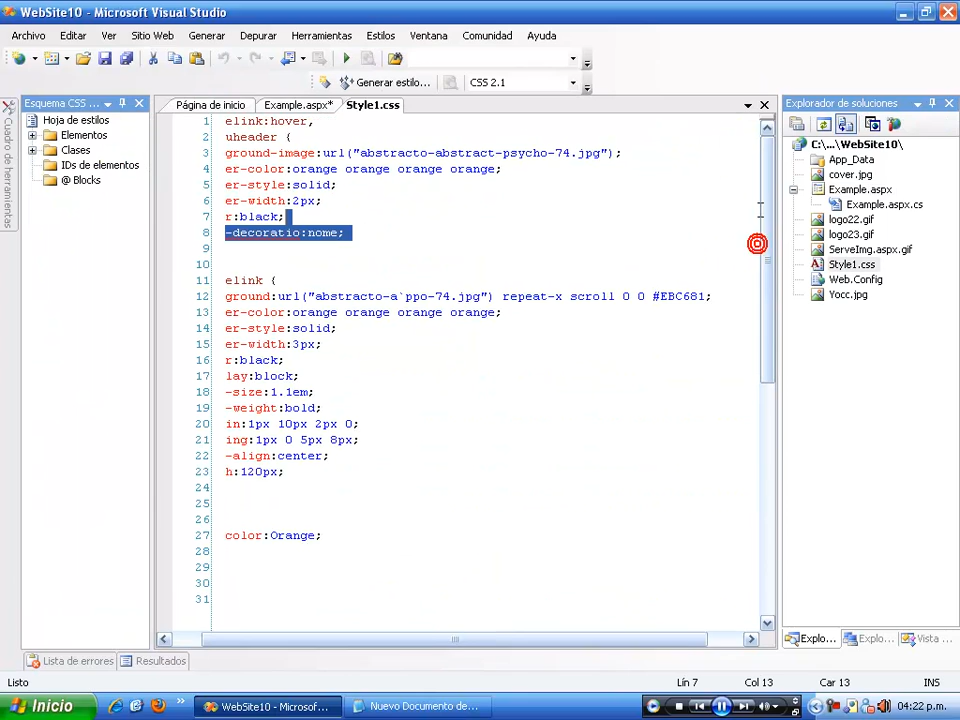 WebSite10 - Microsoft Visual Studio
Archivo Editar Ver Sitio Web Generar Depurar Herramientas Estilos Ventana Comunidad Ayuda
Generar estilo... CSS 2.1
Cuadro de herramientas
Esquema CSS ...
Hoja de estilos
Elementos
Clases
IDs de elementos
@ Blocks
Página de inicio Example.aspx* Style1.css
1 elink:hover,
2 uheader {
3 ground-image:url("abstracto-abstract-psycho-74.jpg");
4 er-color:orange orange orange orange;
5 er-style:solid;
6 er-width:2px;
7 r:black;
8 -decoratio:nome;
9
10
11 elink {
12 ground:url("abstracto-a`ppo-74.jpg") repeat-x scroll 0 0 #EBC681;
13 er-color:orange orange orange orange;
14 er-style:solid;
15 er-width:3px;
16 r:black;
17 lay:block;
18 -size:1.1em;
19 -weight:bold;
20 in:1px 10px 2px 0;
21 ing:1px 0 5px 8px;
22 -align:center;
23 h:120px;
24
25
26
27 color:Orange;
28
29
30
31
Explorador de soluciones
C:\...\WebSite10\
App_Data
cover.jpg
Example.aspx
Example.aspx.cs
logo22.gif
logo23.gif
ServeImg.aspx.gif
Style1.css
Web.Config
Yocc.jpg
Explo... Explo... Vista ...
Lista de errores Resultados
Listo Lín 7 Col 13 Car 13 INS
Inicio WebSite10 - Microsof... Nuevo Documento de... 04:22 p.m.